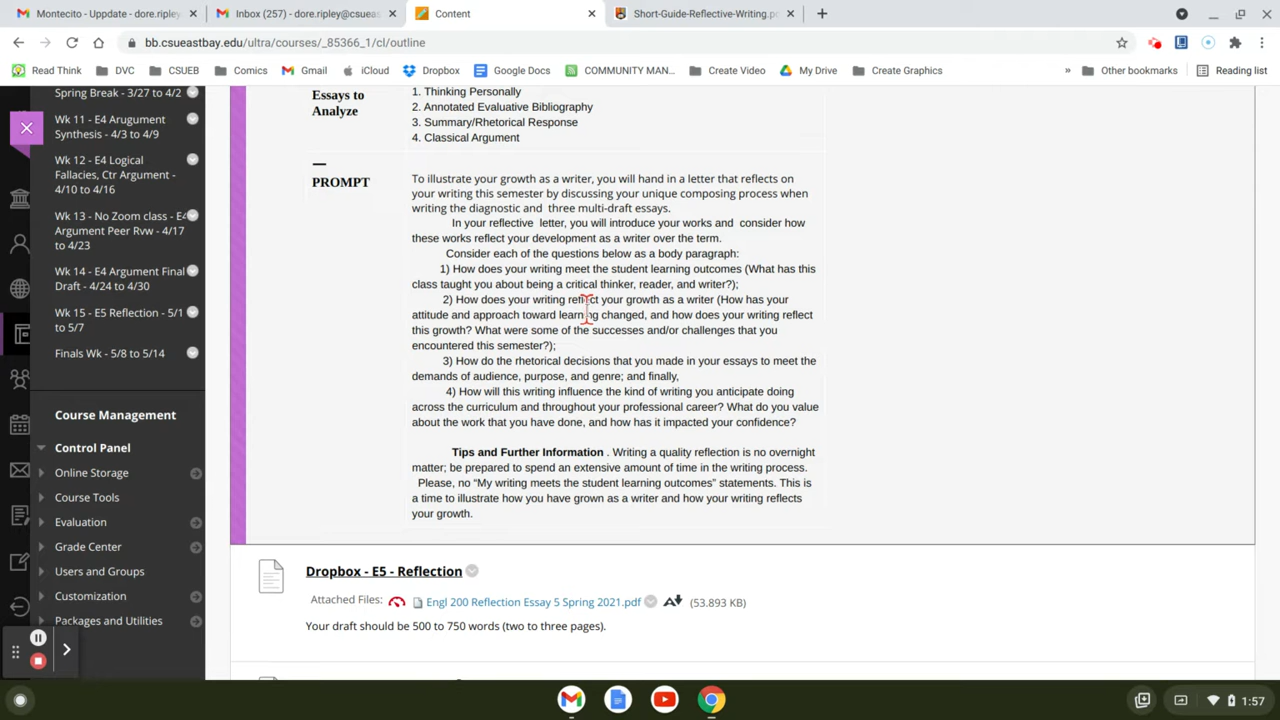 Montecito - Uppdate - dore.ripley
Inbox (257) - dore.ripley@csueas
Content
Short-Guide-Reflective-Writing.pd
bb.csueastbay.edu/ultra/courses/_85366_1/cl/outline
Read Think
DVC
CSUEB
Comics
Gmail
iCloud
Dropbox
Google Docs
COMMUNITY MAN...
Create Video
My Drive
Create Graphics
Other bookmarks
Reading list
Spring Break - 3/27 to 4/2
Wk 11 - E4 Arugument
Synthesis - 4/3 to 4/9
Wk 12 - E4 Logical
Fallacies, Ctr Argument -
4/10 to 4/16
Wk 13 - No Zoom class - E4
Argument Peer Rvw - 4/17
to 4/23
Wk 14 - E4 Argument Final
Draft - 4/24 to 4/30
Wk 15 - E5 Reflection - 5/1
to 5/7
Finals Wk - 5/8 to 5/14
Course Management
Control Panel
Online Storage
Course Tools
Evaluation
Grade Center
Users and Groups
Customization
Packages and Utilities
Essays to
Analyze
1. Thinking Personally
2. Annotated Evaluative Bibliography
3. Summary/Rhetorical Response
4. Classical Argument
PROMPT
To illustrate your growth as a writer, you will hand in a letter that reflects on
your writing this semester by discussing your unique composing process when
writing the diagnostic and three multi-draft essays.
In your reflective letter, you will introduce your works and consider how
these works reflect your development as a writer over the term.
Consider each of the questions below as a body paragraph:
1) How does your writing meet the student learning outcomes (What has this
class taught you about being a critical thinker, reader, and writer?);
2) How does your writing reflect your growth as a writer (How has your
attitude and approach toward learning changed, and how does your writing reflect
this growth? What were some of the successes and/or challenges that you
encountered this semester?);
3) How do the rhetorical decisions that you made in your essays to meet the
demands of audience, purpose, and genre; and finally,
4) How will this writing influence the kind of writing you anticipate doing
across the curriculum and throughout your professional career? What do you value
about the work that you have done, and how has it impacted your confidence?
Tips and Further Information . Writing a quality reflection is no overnight
matter; be prepared to spend an extensive amount of time in the writing process.
Please, no “My writing meets the student learning outcomes” statements. This is
a time to illustrate how you have grown as a writer and how your writing reflects
your growth.
Dropbox - E5 - Reflection
Attached Files: Engl 200 Reflection Essay 5 Spring 2021.pdf (53.893 KB)
Your draft should be 500 to 750 words (two to three pages).
1:57